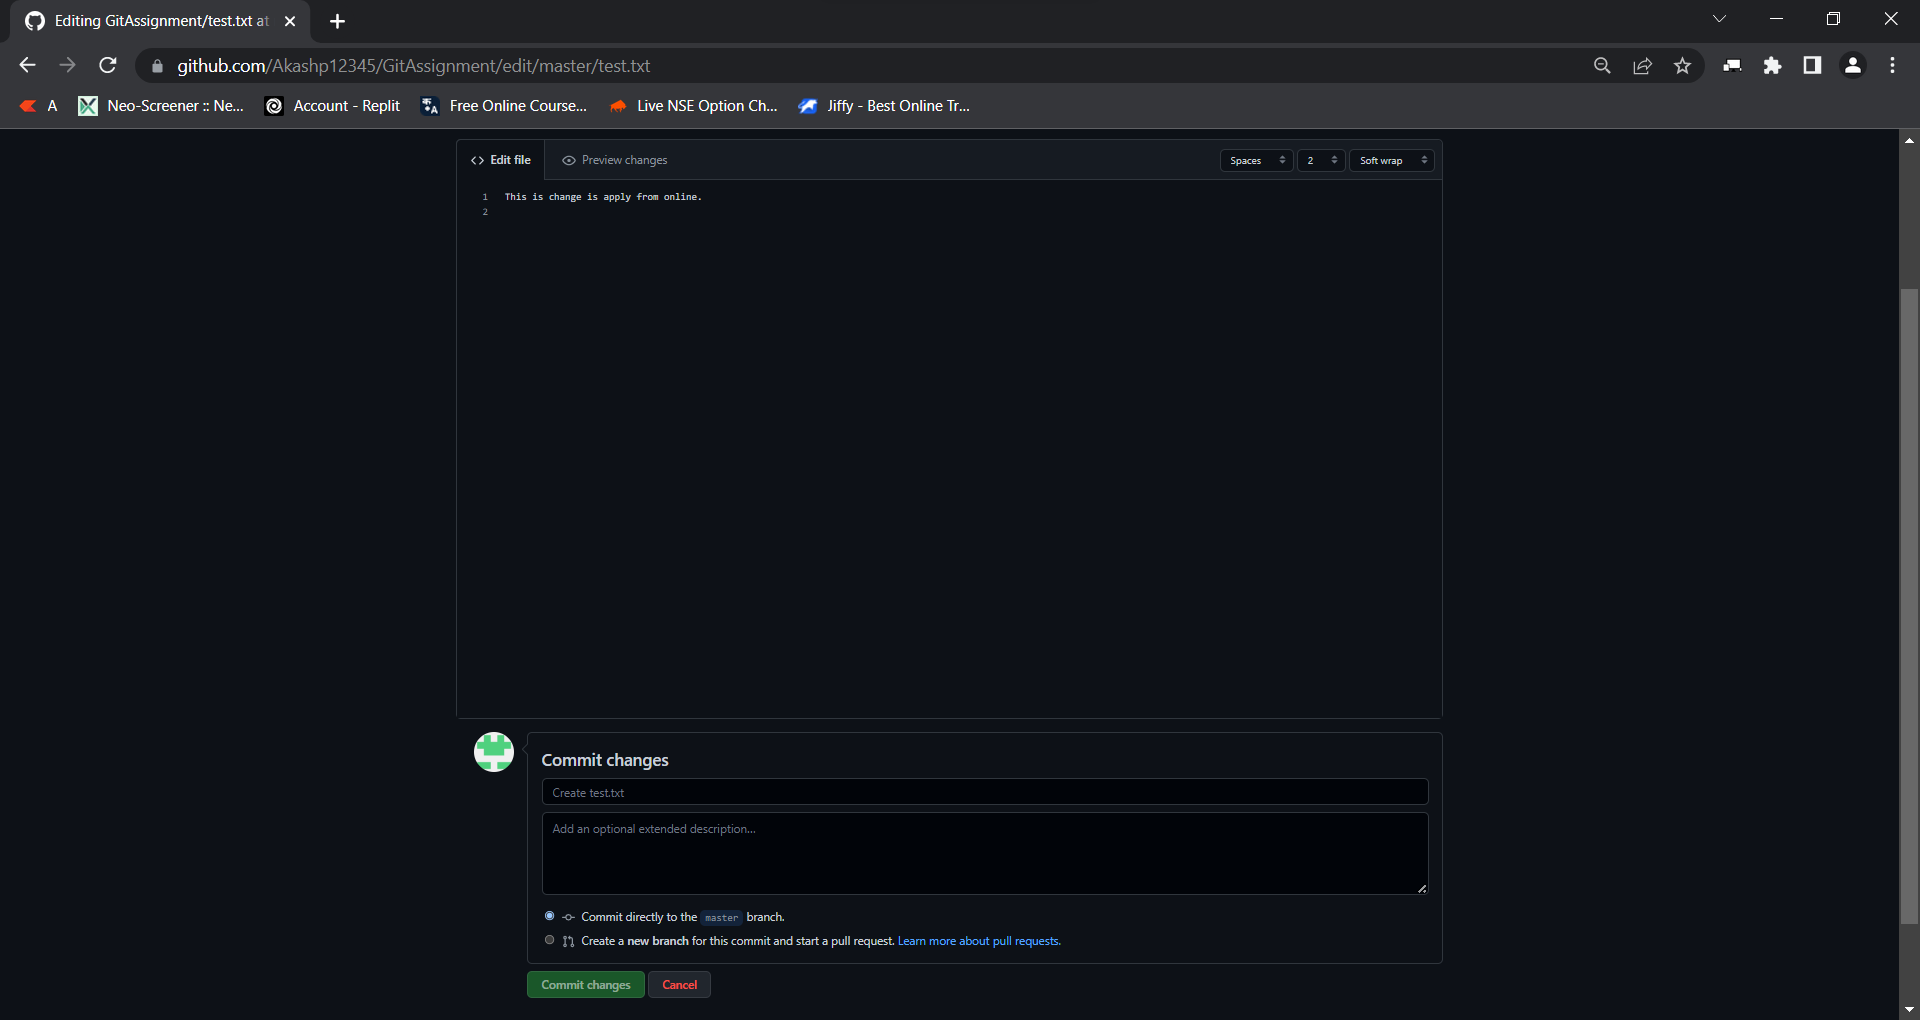 Editing GitAssignment/test.txt at
github.com/Akashp12345/GitAssignment/edit/master/test.txt
A Neo-Screener :: Ne... Account - Replit Free Online Course... Live NSE Option Ch... Jiffy - Best Online Tr...
Edit file Preview changes Spaces 2 Soft wrap
1 This is change is apply from online.
2
Commit changes
Create test.txt
Add an optional extended description...
Commit directly to the master branch.
Create a new branch for this commit and start a pull request. Learn more about pull requests.
Commit changes Cancel